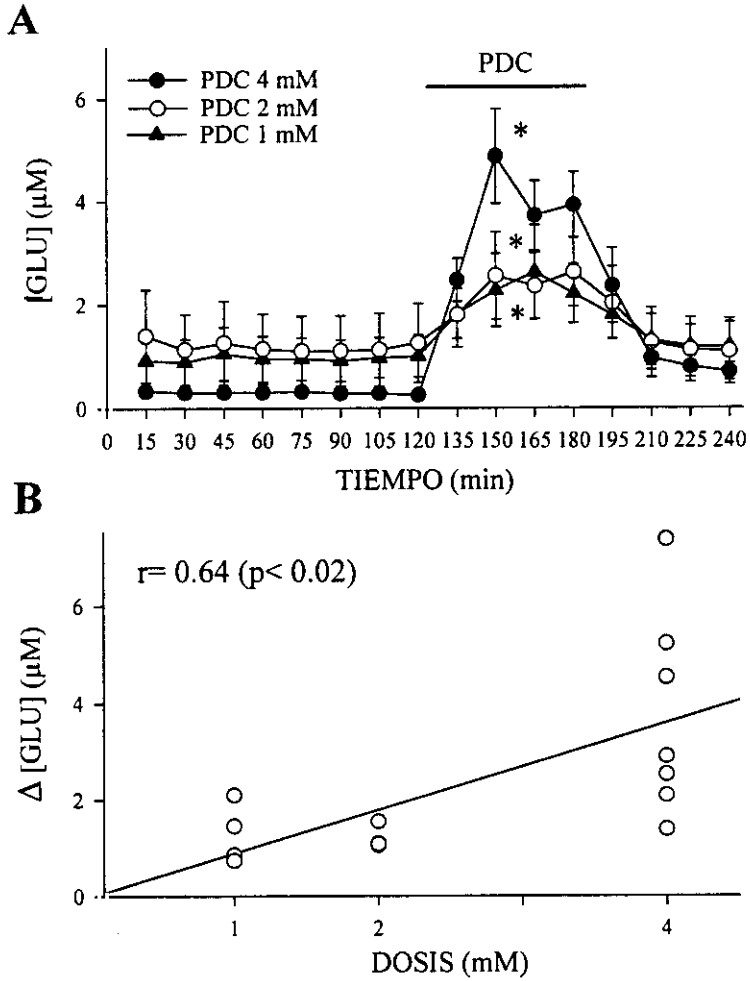 A
PDC 4 mM
PDC 2 mM
PDC 1 mM
PDC
*
*
*
6
4
2
0
[GLU] (µM)
0 15 30 45 60 75 90 105 120 135 150 165 180 195 210 225 240
TIEMPO (min)
B
r= 0.64 (p< 0.02)
6
4
2
0
Δ [GLU] (µM)
1 2 4
DOSIS (mM)